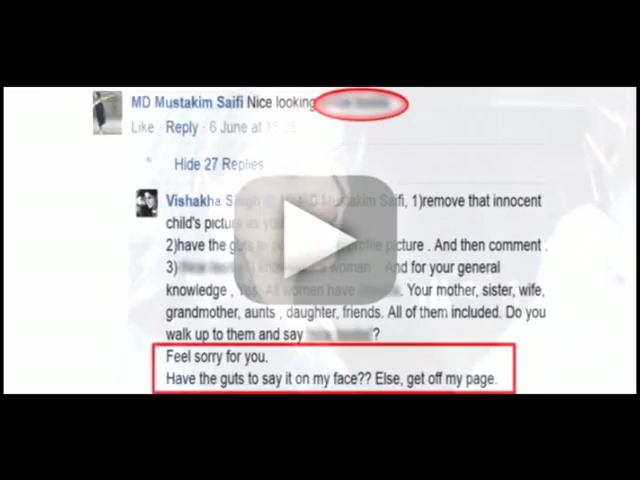 MD Mustakim Saifi Nice looking
Like · Reply · 6 June at
Hide 27 Replies
Vishakha Singh Mustakim Saifi, 1)remove that innocent
child's picture as
2)have the guts to profile picture . And then comment .
3) woman . And for your general
knowledge , Yes. All women have . Your mother, sister, wife,
grandmother, aunts , daughter, friends. All of them included. Do you
walk up to them and say ?
Feel sorry for you.
Have the guts to say it on my face?? Else, get off my page.